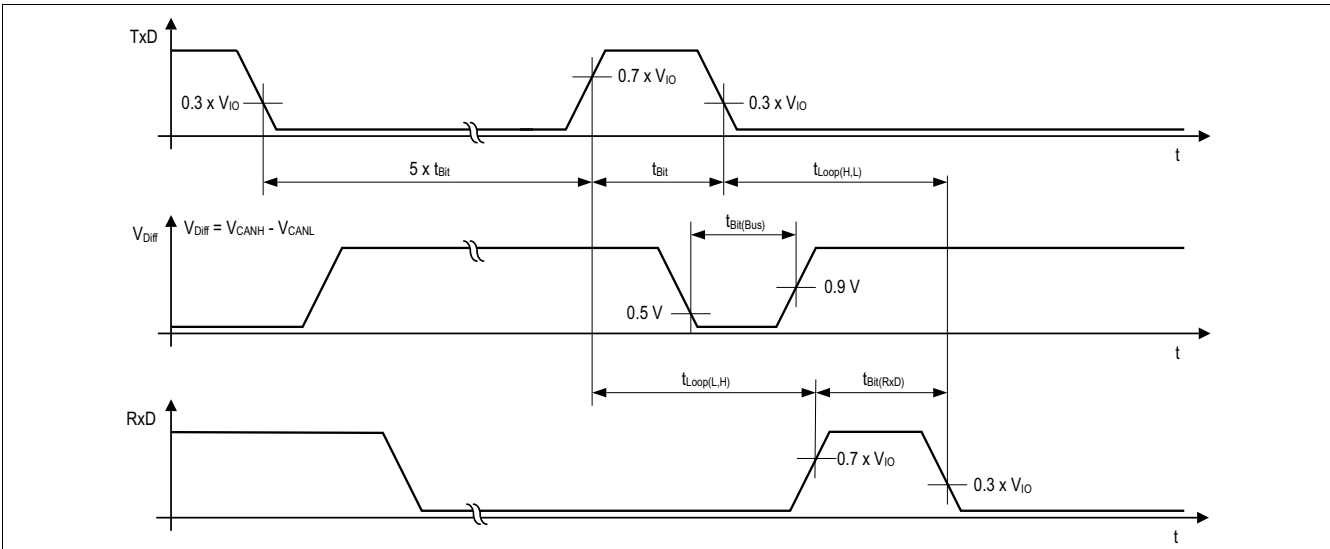 TxD
0.7 x VIO
0.3 x VIO
0.3 x VIO
t
5 x tBit
tBit
tLoop(H,L)
VDiff
VDiff = VCANH - VCANL
tBit(Bus)
0.9 V
0.5 V
t
tLoop(L,H)
tBit(RxD)
RxD
0.7 x VIO
0.3 x VIO
t